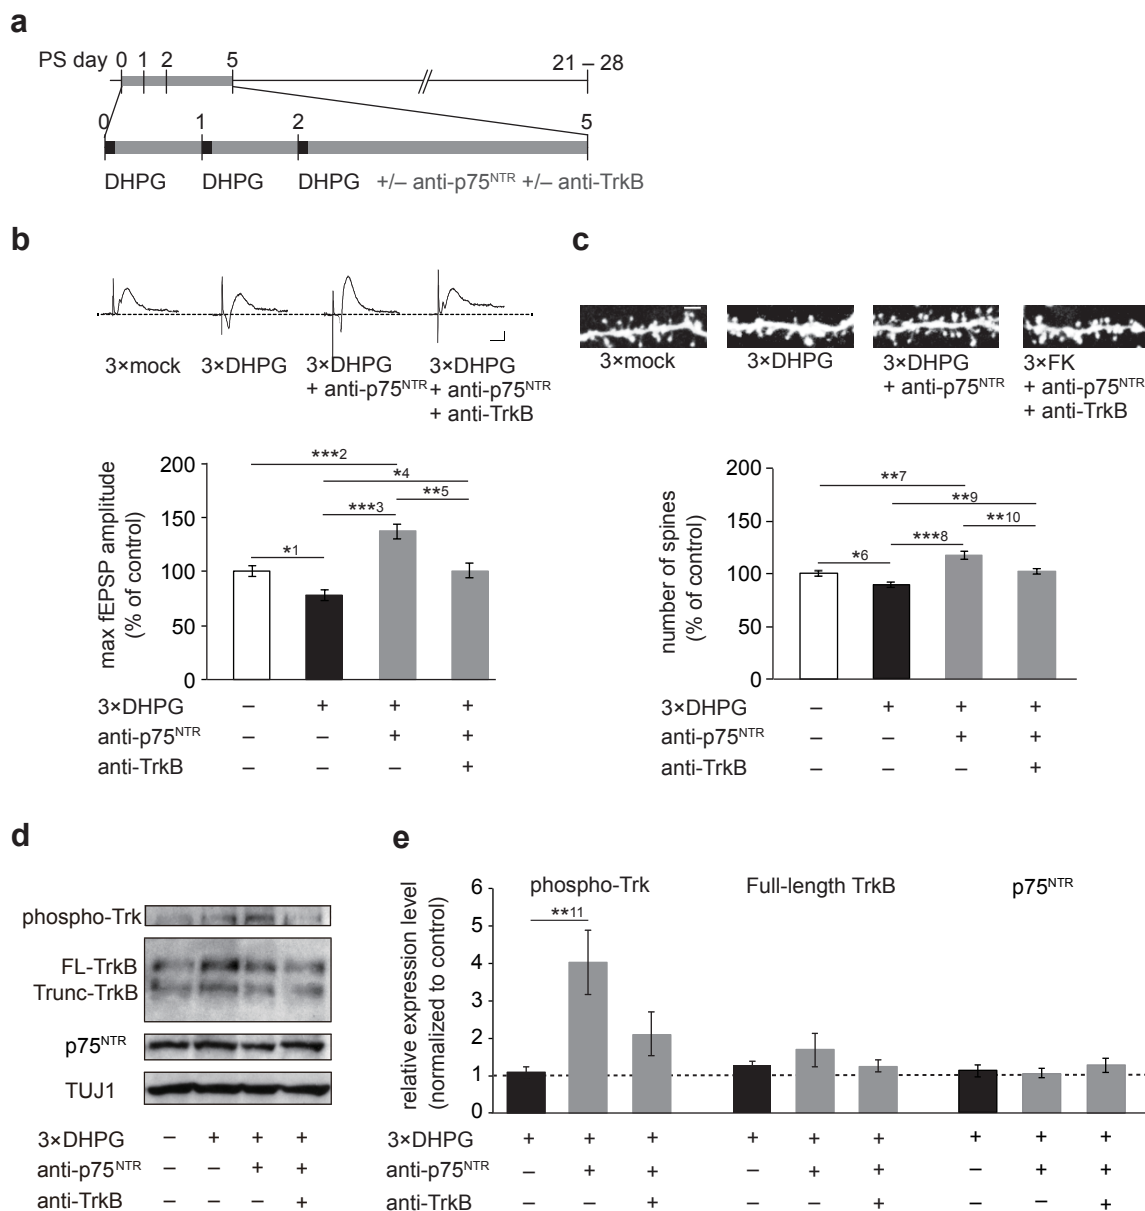 a
PS day 0 1 2 5 21 – 28
0 1 2 5
DHPG DHPG DHPG +/– anti-p75NTR +/– anti-TrkB
b
3×mock 3×DHPG 3×DHPG + anti-p75NTR 3×DHPG + anti-p75NTR + anti-TrkB
max fEPSP amplitude
(% of control)
200
150
100
50
0
***2
*4
**5
***3
*1
3×DHPG – + + +
anti-p75NTR – – + +
anti-TrkB – – – +
c
3×mock 3×DHPG 3×DHPG + anti-p75NTR 3×FK + anti-p75NTR + anti-TrkB
number of spines
(% of control)
200
150
100
50
0
**7
**9
**10
***8
*6
3×DHPG – + + +
anti-p75NTR – – + +
anti-TrkB – – – +
d
phospho-Trk
FL-TrkB
Trunc-TrkB
p75NTR
TUJ1
3×DHPG – + + +
anti-p75NTR – – + +
anti-TrkB – – – +
e
relative expression level
(normalized to control)
6
5
4
3
2
1
0
phospho-Trk Full-length TrkB p75NTR
**11
3×DHPG + + + + + + + + +
anti-p75NTR – + + – + + – + +
anti-TrkB – – + – – + – – +